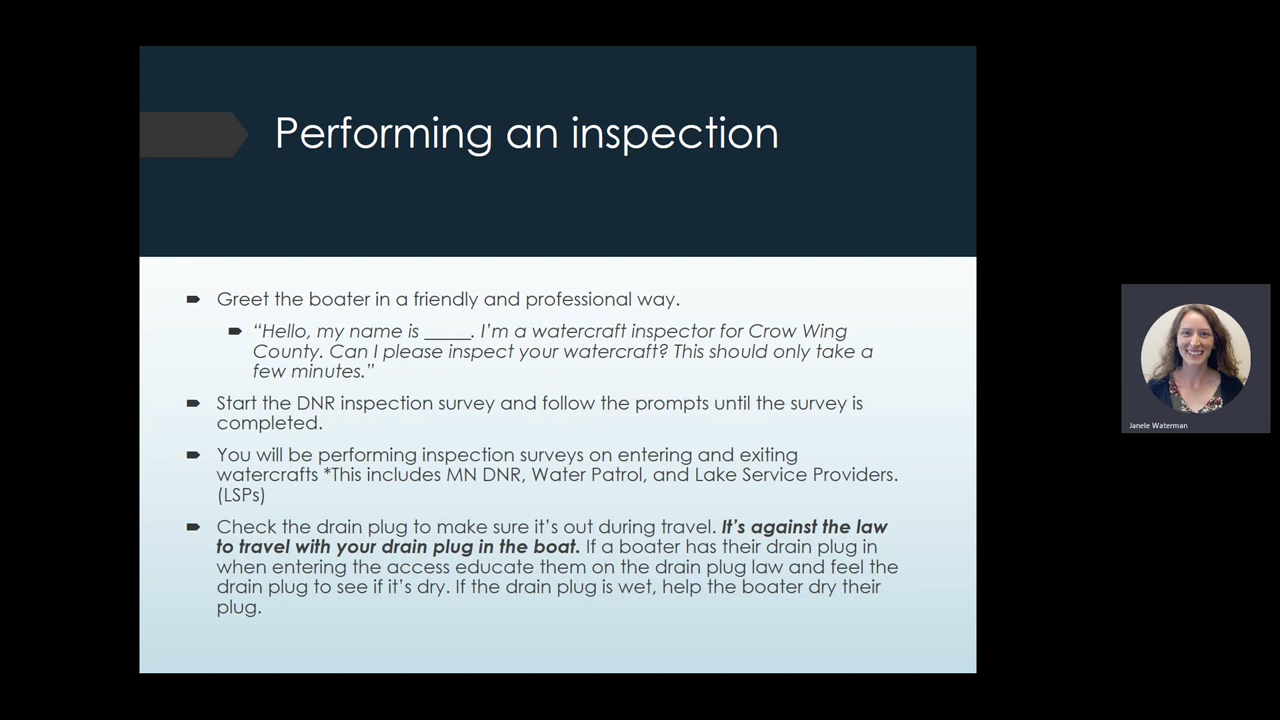 Performing an inspection
Greet the boater in a friendly and professional way.
“Hello, my name is _____. I’m a watercraft inspector for Crow Wing
County. Can I please inspect your watercraft? This should only take a
few minutes.”
Start the DNR inspection survey and follow the prompts until the survey is
completed.
You will be performing inspection surveys on entering and exiting
watercrafts *This includes MN DNR, Water Patrol, and Lake Service Providers.
(LSPs)
Check the drain plug to make sure it’s out during travel. It’s against the law
to travel with your drain plug in the boat. If a boater has their drain plug in
when entering the access educate them on the drain plug law and feel the
drain plug to see if it’s dry. If the drain plug is wet, help the boater dry their
plug.
Janele Waterman